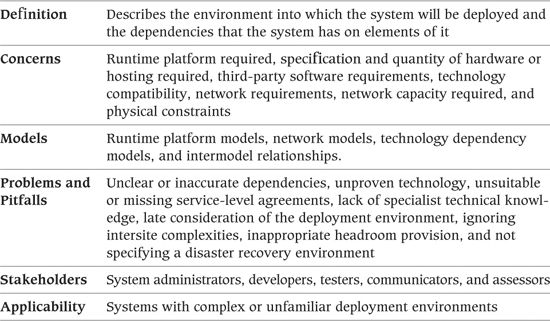 Definition Describes the environment into which the system will be deployed and
the dependencies that the system has on elements of it
Concerns Runtime platform required, specification and quantity of hardware or
hosting required, third-party software requirements, technology
compatibility, network requirements, network capacity required, and
physical constraints
Models Runtime platform models, network models, technology dependency
models, and intermodel relationships.
Problems and Unclear or inaccurate dependencies, unproven technology, unsuitable
Pitfalls or missing service-level agreements, lack of specialist technical knowl-
edge, late consideration of the deployment environment, ignoring
intersite complexities, inappropriate headroom provision, and not
specifying a disaster recovery environment
Stakeholders System administrators, developers, testers, communicators, and assessors
Applicability Systems with complex or unfamiliar deployment environments